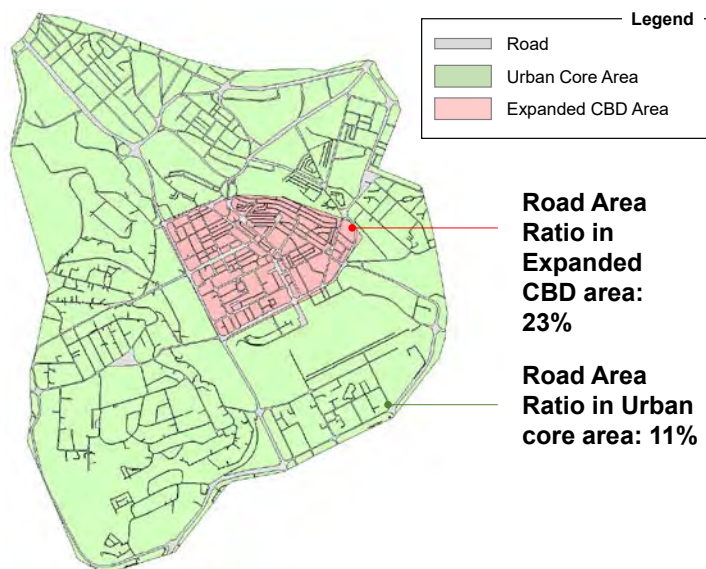 Legend
Road
Urban Core Area
Expanded CBD Area
Road Area
Ratio in
Expanded
CBD area:
23%
Road Area
Ratio in Urban
core area: 11%